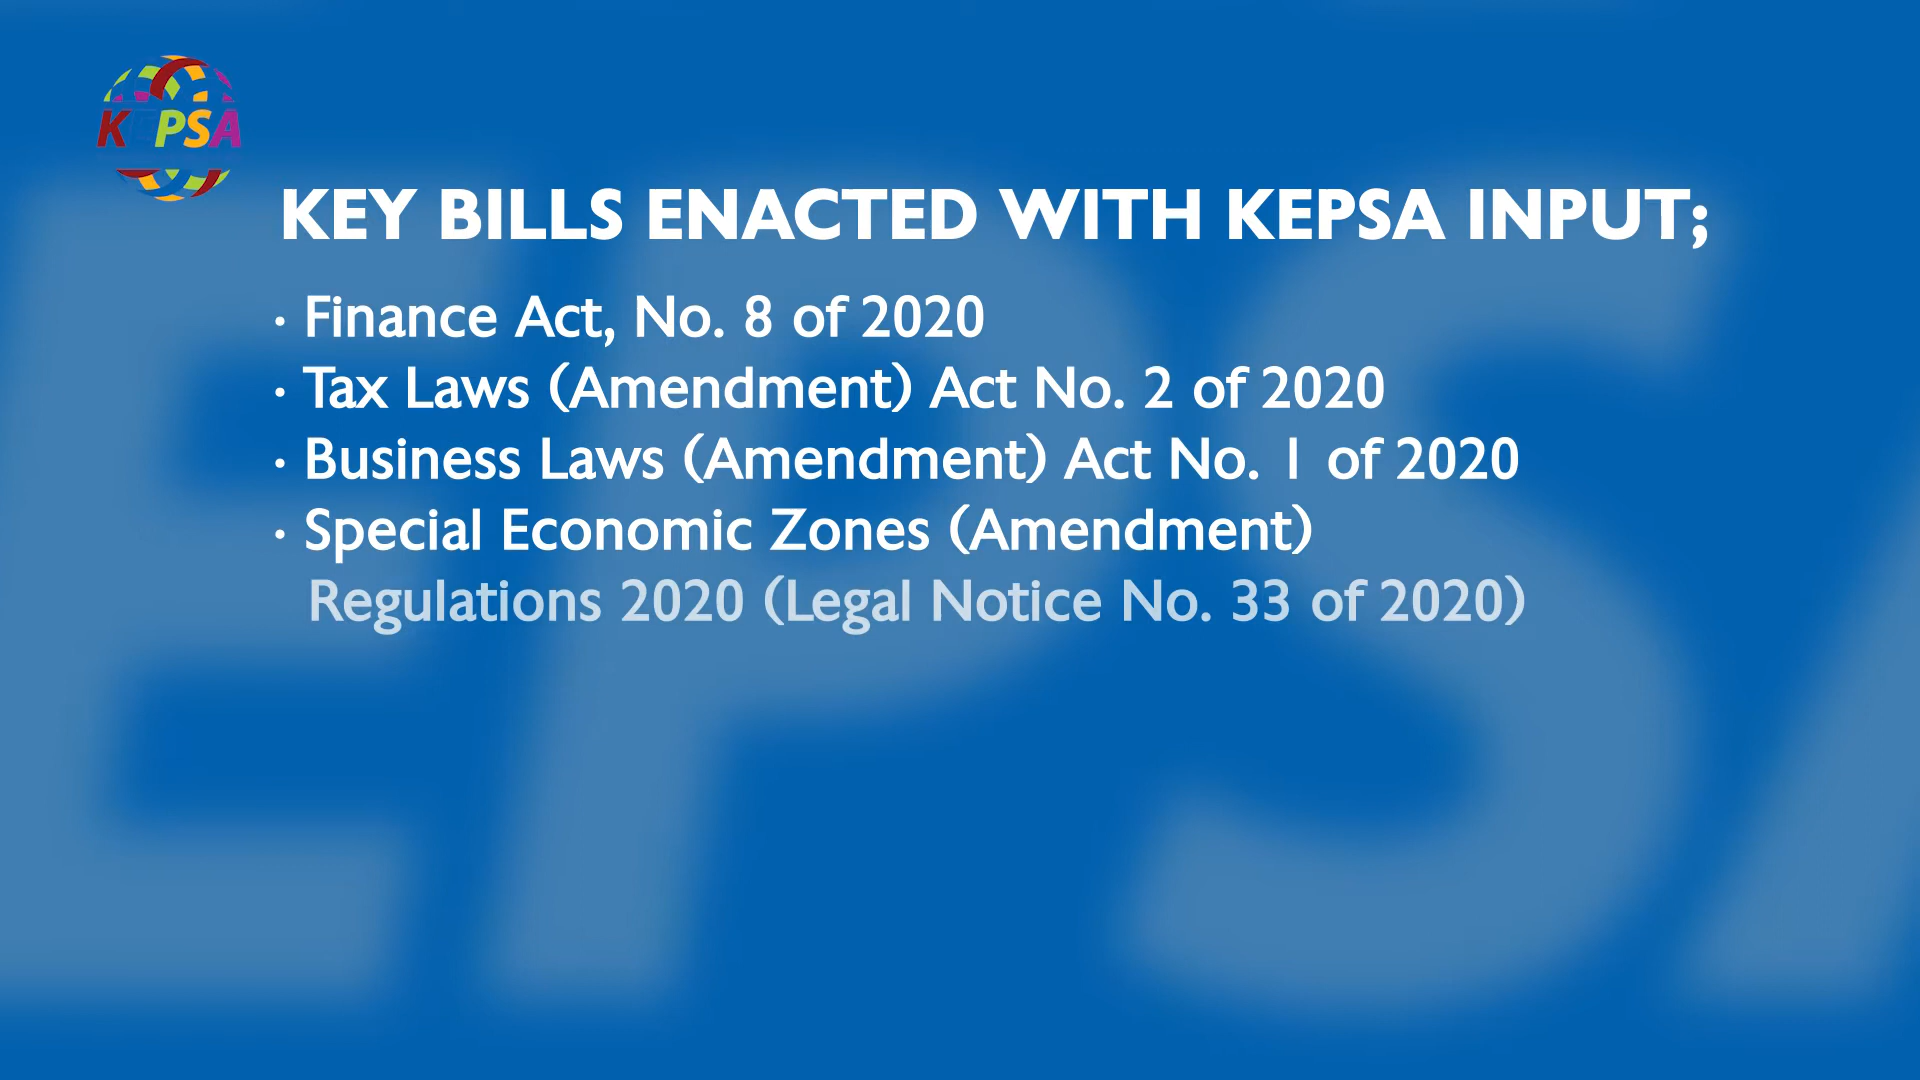 KEPSA
KEY BILLS ENACTED WITH KEPSA INPUT;
· Finance Act, No. 8 of 2020
· Tax Laws (Amendment) Act No. 2 of 2020
· Business Laws (Amendment) Act No. 1 of 2020
· Special Economic Zones (Amendment)
Regulations 2020 (Legal Notice No. 33 of 2020)